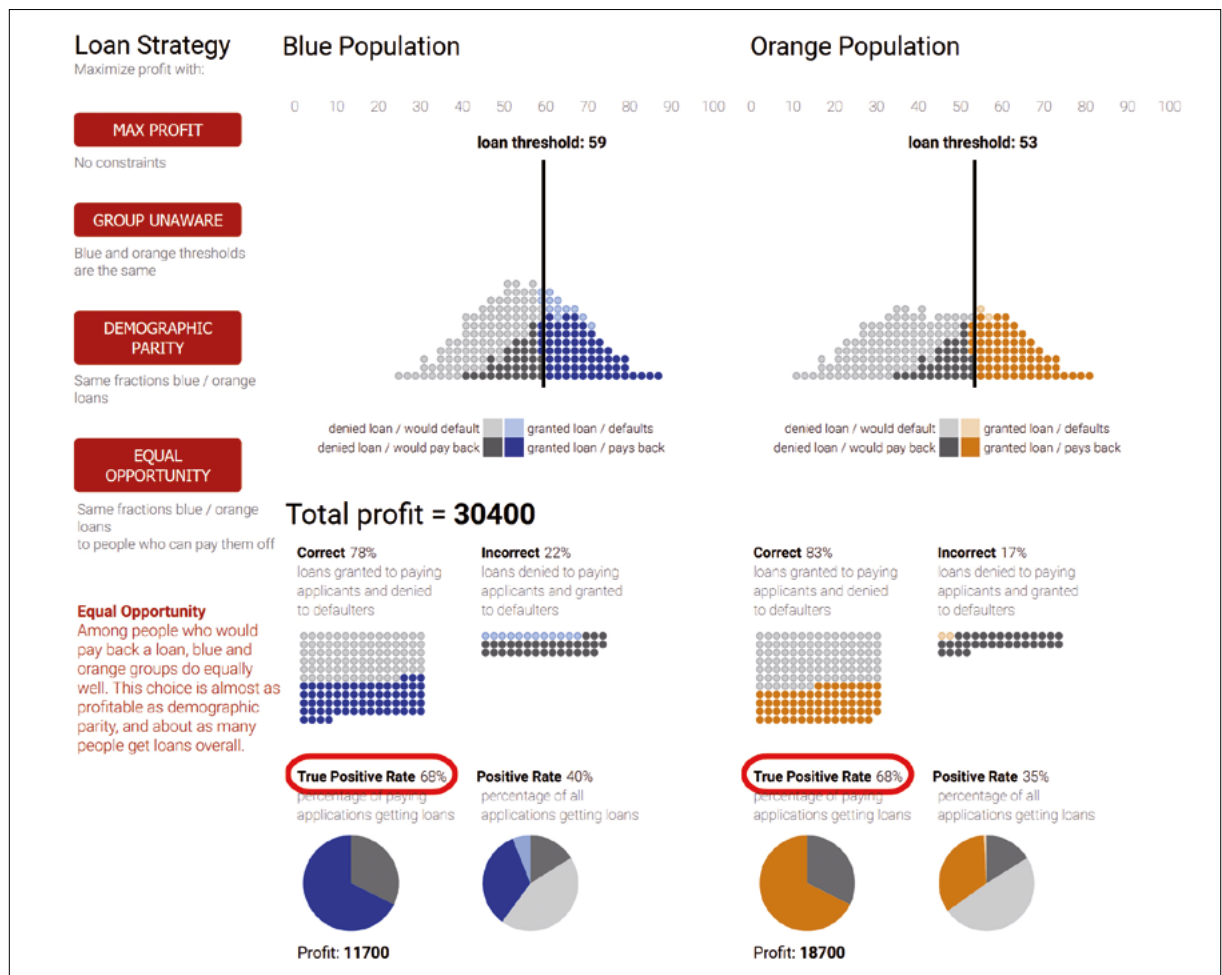 Loan Strategy
Maximize profit with:
MAX PROFIT
No constraints
GROUP UNAWARE
Blue and orange thresholds
are the same
DEMOGRAPHIC
PARITY
Same fractions blue / orange
loans
EQUAL
OPPORTUNITY
Same fractions blue / orange
loans
to people who can pay them off
Equal Opportunity
Among people who would
pay back a loan, blue and
orange groups do equally
well. This choice is almost as
profitable as demographic
parity, and about as many
people get loans overall.
Blue Population
0 10 20 30 40 50 60 70 80 90 100
loan threshold: 59
denied loan / would default granted loan / defaults
denied loan / would pay back granted loan / pays back
Orange Population
0 10 20 30 40 50 60 70 80 90 100
loan threshold: 53
denied loan / would default granted loan / defaults
denied loan / would pay back granted loan / pays back
Total profit = 30400
Correct 78%
loans granted to paying
applicants and denied
to defaulters
Incorrect 22%
loans denied to paying
applicants and granted
to defaulters
True Positive Rate 68%
percentage of paying
applications getting loans
Positive Rate 40%
percentage of all
applications getting loans
Profit: 11700
Correct 83%
loans granted to paying
applicants and denied
to defaulters
Incorrect 17%
loans denied to paying
applicants and granted
to defaulters
True Positive Rate 68%
percentage of paying
applications getting loans
Positive Rate 35%
percentage of all
applications getting loans
Profit: 18700